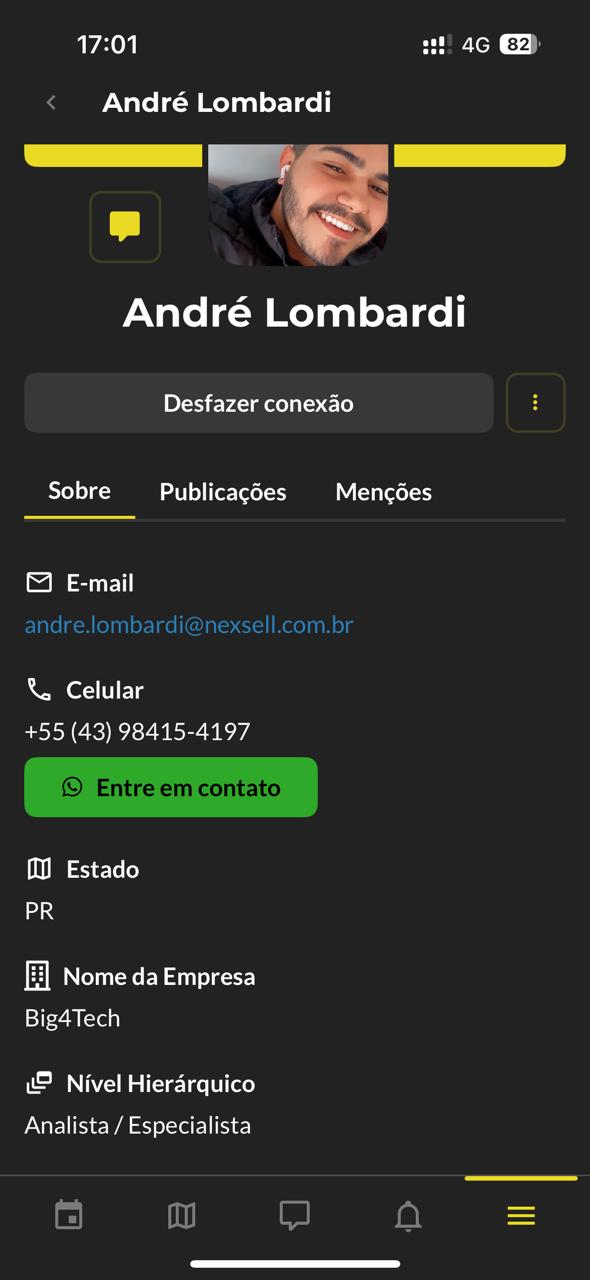 17:01
4G 82
André Lombardi
André Lombardi
Desfazer conexão
Sobre Publicações Menções
E-mail
andre.lombardi@nexsell.com.br
Celular
+55 (43) 98415-4197
Entre em contato
Estado
PR
Nome da Empresa
Big4Tech
Nível Hierárquico
Analista / Especialista